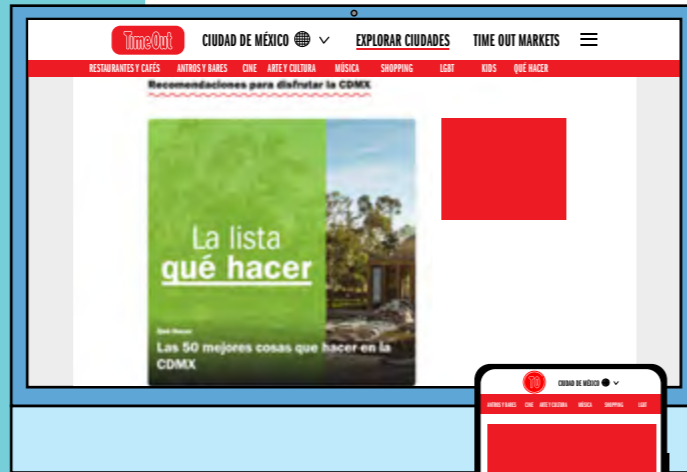 TimeOut CIUDAD DE MÉXICO EXPLORAR CIUDADES TIME OUT MARKETS
RESTAURANTES Y CAFÉS ANTROS Y BARES CINE ARTE Y CULTURA MÚSICA SHOPPING LGBT KIDS QUÉ HACER
Recomendaciones para disfrutar la CDMX
La lista
qué hacer
Qué Hacer
Las 50 mejores cosas que hacer en la
CDMX
TO CIUDAD DE MÉXICO
ANTROS Y BARES CINE ARTE Y CULTURA MÚSICA SHOPPING LGBT